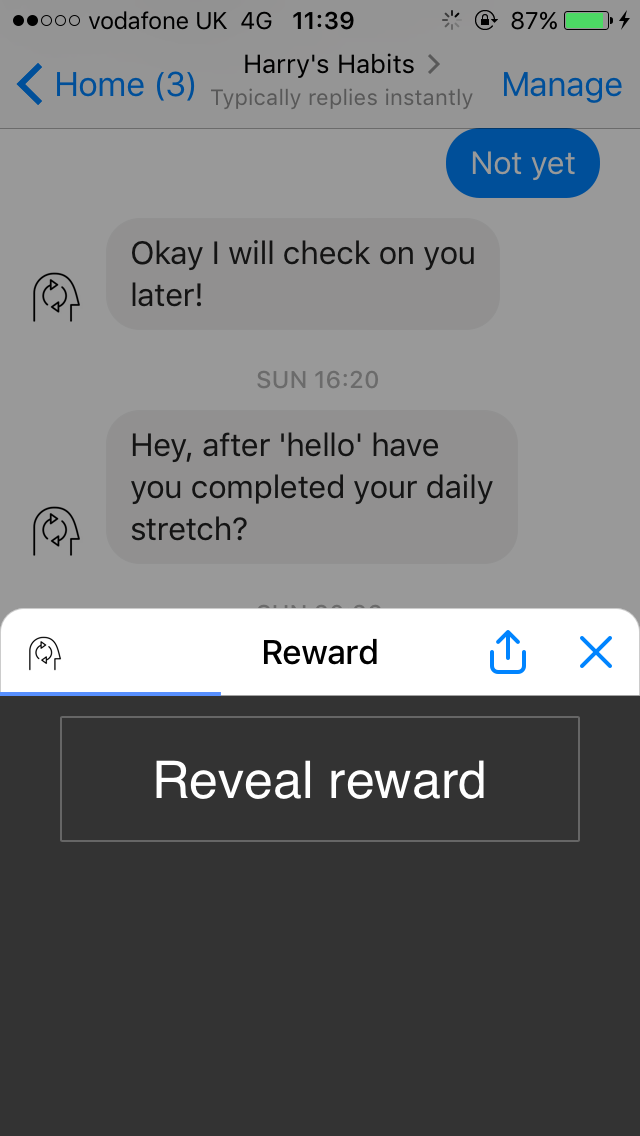 vodafone UK 4G 11:39 87%
Home (3)
Harry's Habits
Typically replies instantly
Manage
Not yet
Okay I will check on you
later!
SUN 16:20
Hey, after 'hello' have
you completed your daily
stretch?
Reward
Reveal reward